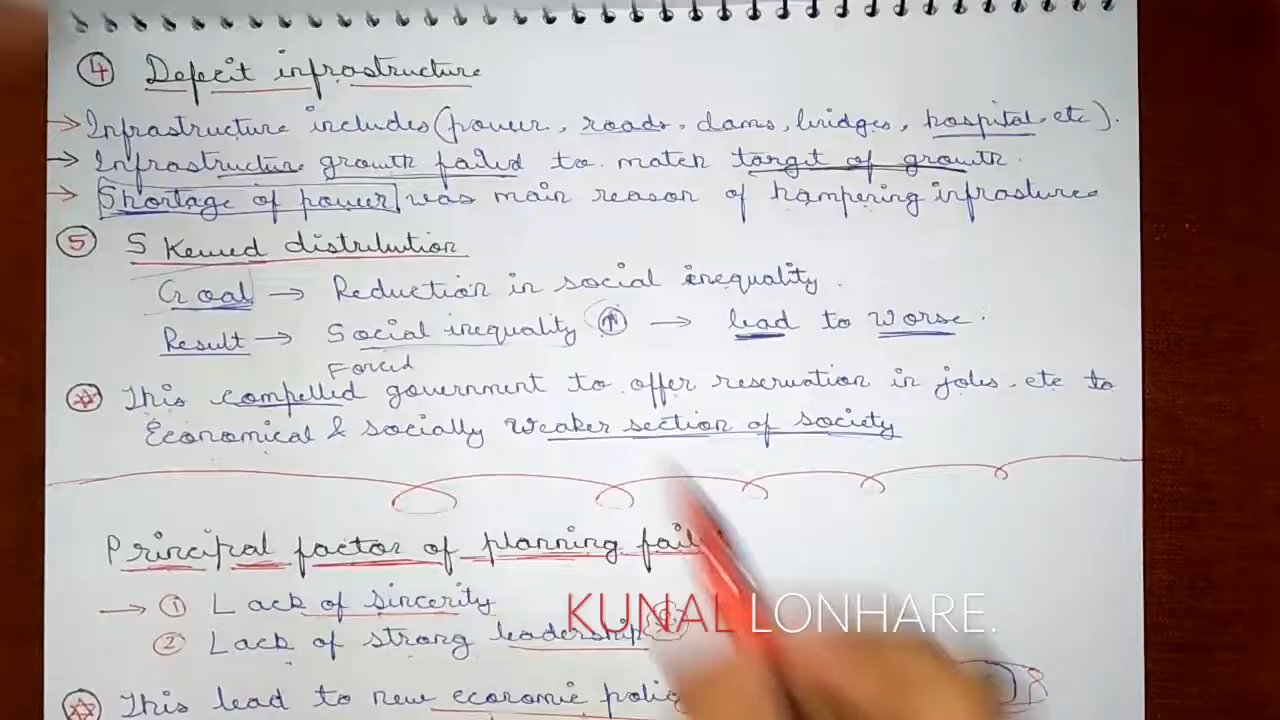 ④ Deficit infrastructure
→ Infrastructure includes (power, roads, dams, bridges, hospital etc).
→ Infrastructure growth failed to match target of growth.
→ Shortage of power was main reason of hampering infrasture
⑤ Skewed distribution
Goal → Reduction in social inequality.
Result → Social inequality ↑ → lead to worse.
Forced
This compelled government to offer reservation in jobs etc to
Economical & socially weaker section of society
Principal factor of planning fail
→ ① Lack of sincerity
KUNAL LONHARE.
② Lack of strong leadership
This lead to new economic policy